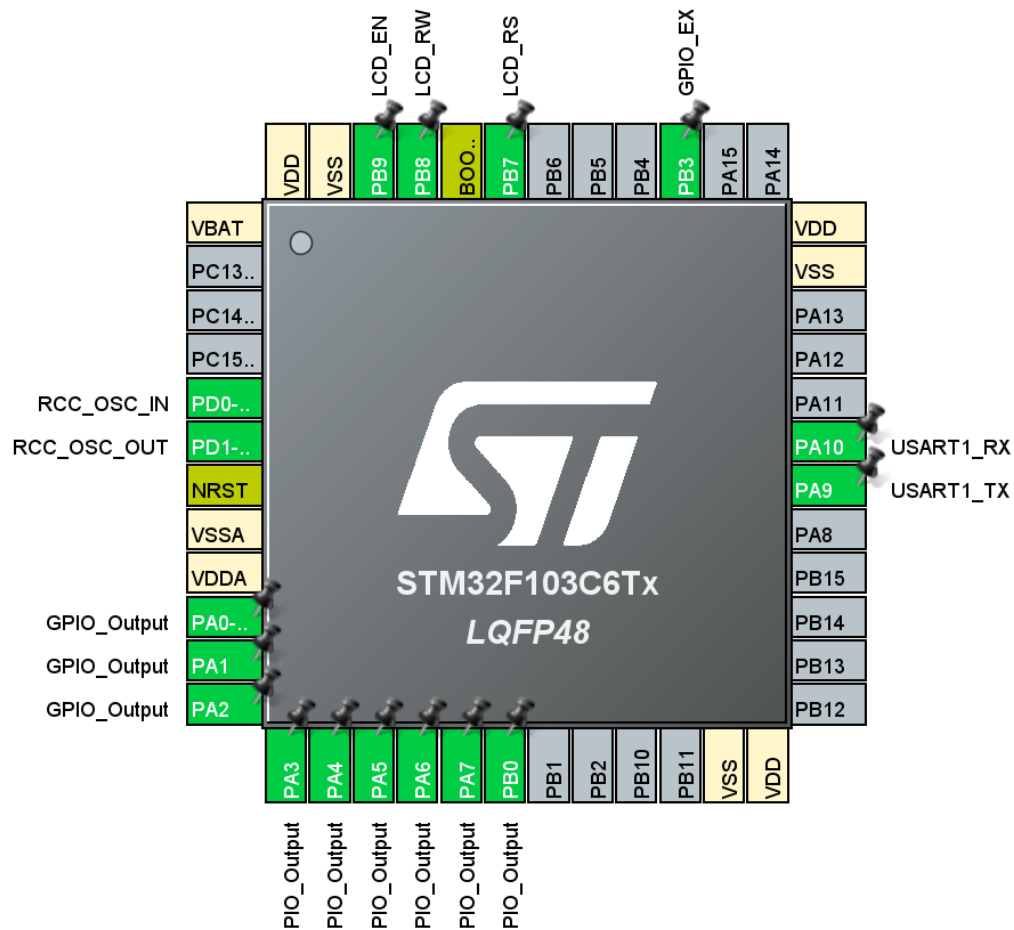 LCD_EN
LCD_RW
LCD_RS
GPIO_EX
VDD
VSS
PB9
PB8
BOO..
PB7
PB6
PB5
PB4
PB3
PA15
PA14
VBAT
PC13..
PC14..
PC15..
RCC_OSC_IN PD0-..
RCC_OSC_OUT PD1-..
NRST
VSSA
VDDA
GPIO_Output PA0-..
GPIO_Output PA1
GPIO_Output PA2
VDD
VSS
PA13
PA12
PA11
PA10 USART1_RX
PA9 USART1_TX
PA8
PB15
PB14
PB13
PB12
STM32F103C6Tx
LQFP48
PA3
PA4
PA5
PA6
PA7
PB0
PB1
PB2
PB10
PB11
VSS
VDD
PIO_Output
PIO_Output
PIO_Output
PIO_Output
PIO_Output
PIO_Output